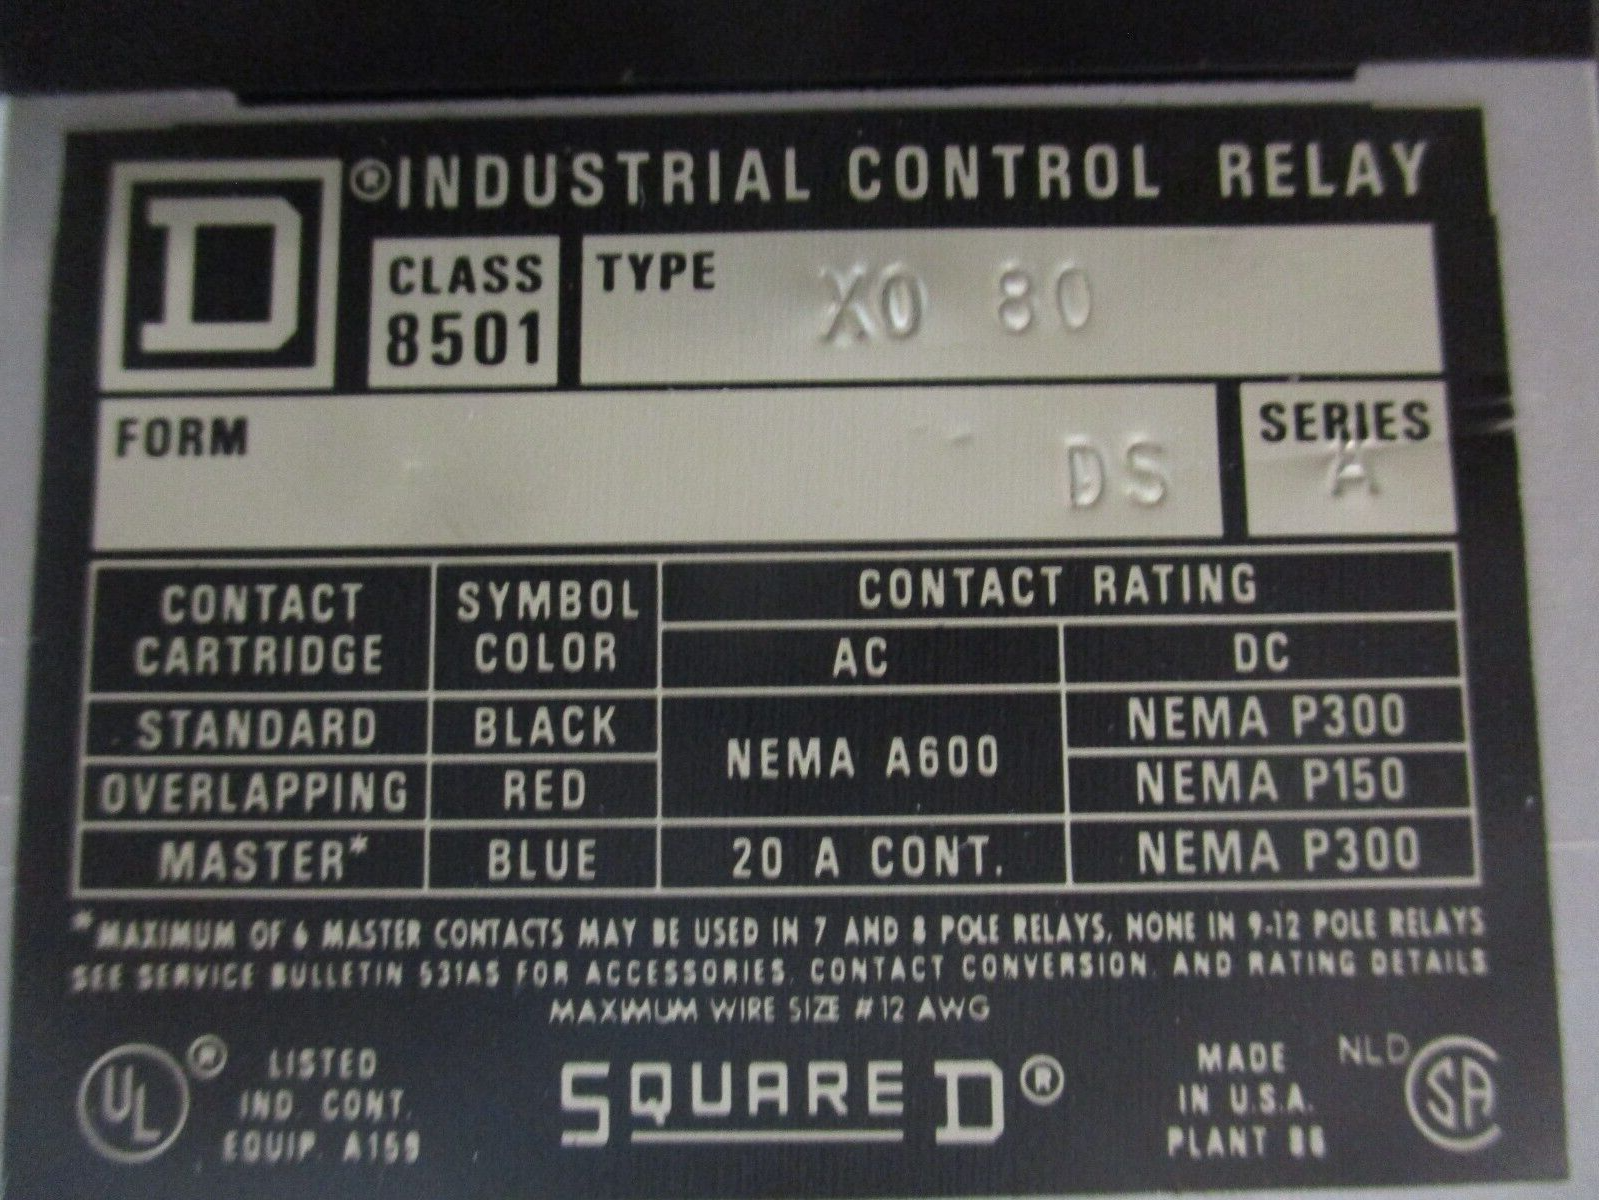 D ® INDUSTRIAL CONTROL RELAY
CLASS 8501
TYPE XO 80
FORM DS
SERIES A
CONTACT CARTRIDGE
SYMBOL COLOR
CONTACT RATING
AC DC
STANDARD BLACK NEMA A600 NEMA P300
OVERLAPPING RED NEMA P150
MASTER* BLUE 20 A CONT. NEMA P300
*MAXIMUM OF 6 MASTER CONTACTS MAY BE USED IN 7 AND 8 POLE RELAYS, NONE IN 9-12 POLE RELAYS
SEE SERVICE BULLETIN 531AS FOR ACCESSORIES, CONTACT CONVERSION, AND RATING DETAILS
MAXIMUM WIRE SIZE #12 AWG
UL ® LISTED
IND. CONT.
EQUIP. A159
SQUARE D ®
MADE
IN U.S.A.
PLANT
NLD
SA